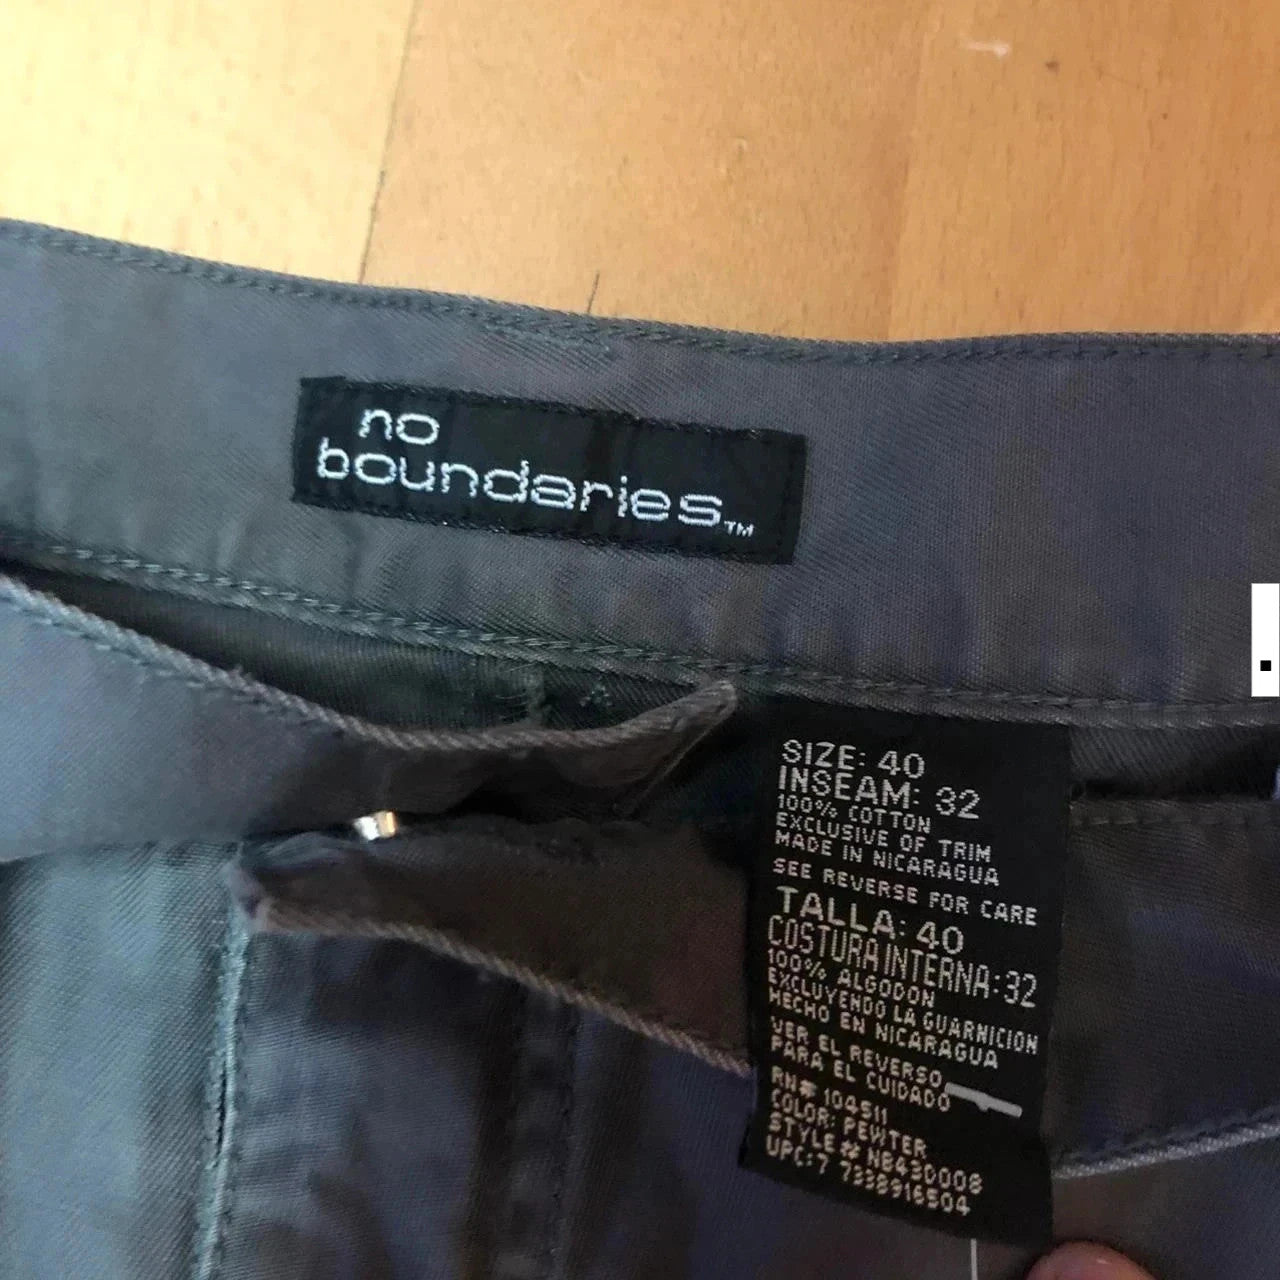 no
boundaries™
SIZE: 40
INSEAM: 32
100% COTTON
EXCLUSIVE OF TRIM
MADE IN NICARAGUA
SEE REVERSE FOR CARE
TALLA: 40
COSTURA INTERNA: 32
100% ALGODON
EXCLUYENDO LA GUARNICION
HECHO EN NICARAGUA
VER EL REVERSO
PARA EL CUIDADO
RN# 104511
COLOR: PEWTER
STYLE # NB43D008
UPC: 7 7338916504
.